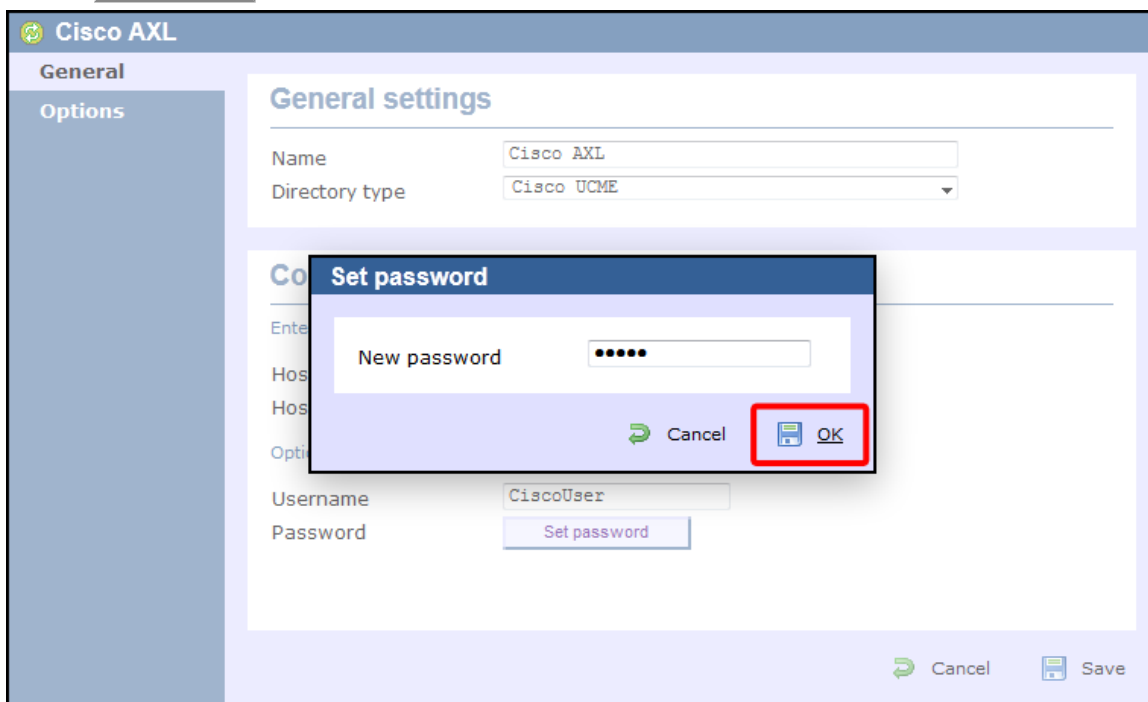 Cisco AXL
General
Options
General settings
Name Cisco AXL
Directory type Cisco UCME
Co
Set password
Ente
New password •••••
Hos
Hos
Cancel OK
Opti
Username CiscoUser
Password Set password
Cancel Save